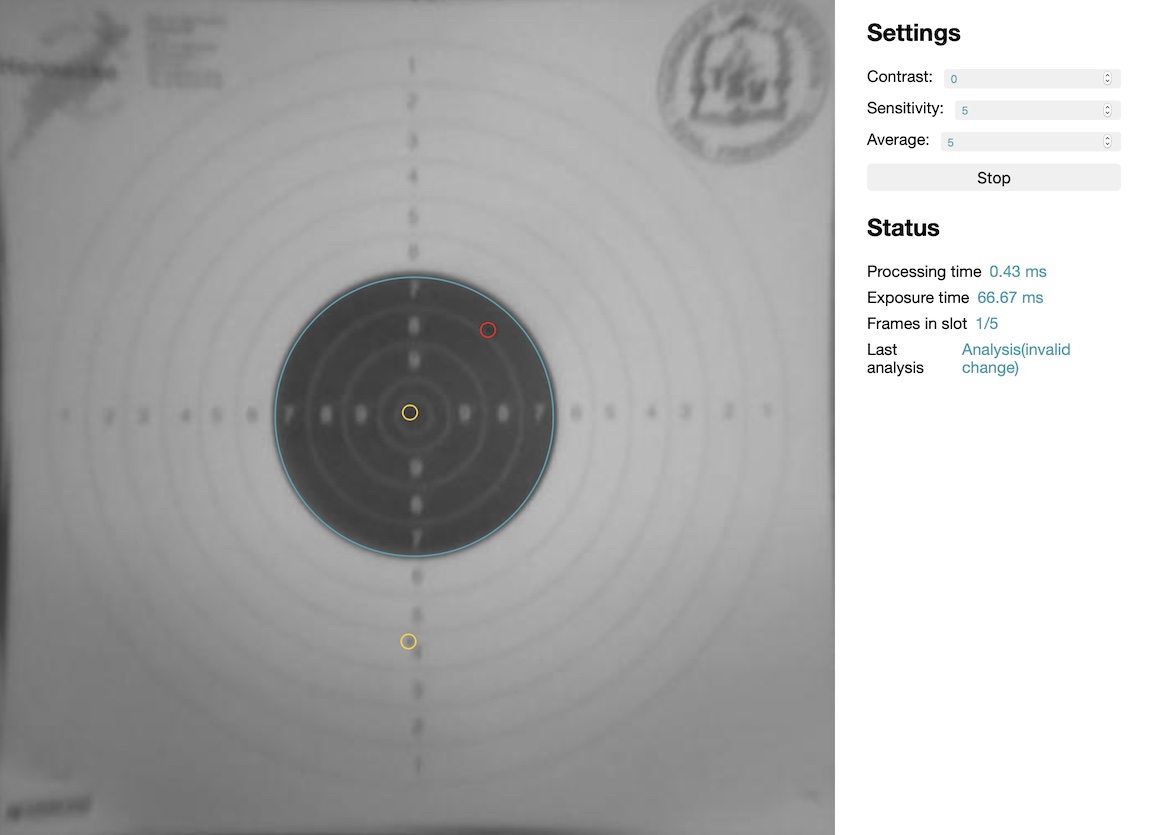 Settings
Contrast: 0
Sensitivity: 5
Average: 5
Stop
Status
Processing time 0.43 ms
Exposure time 66.67 ms
Frames in slot 1/5
Last analysis Analysis(invalid change)
1
2
3
4
5
6
7
8
9
1 2 3 4 5 6 7 8 9 9 8 7 6 5 4 3 2 1
9
8
7
6
5
4
3
2
1